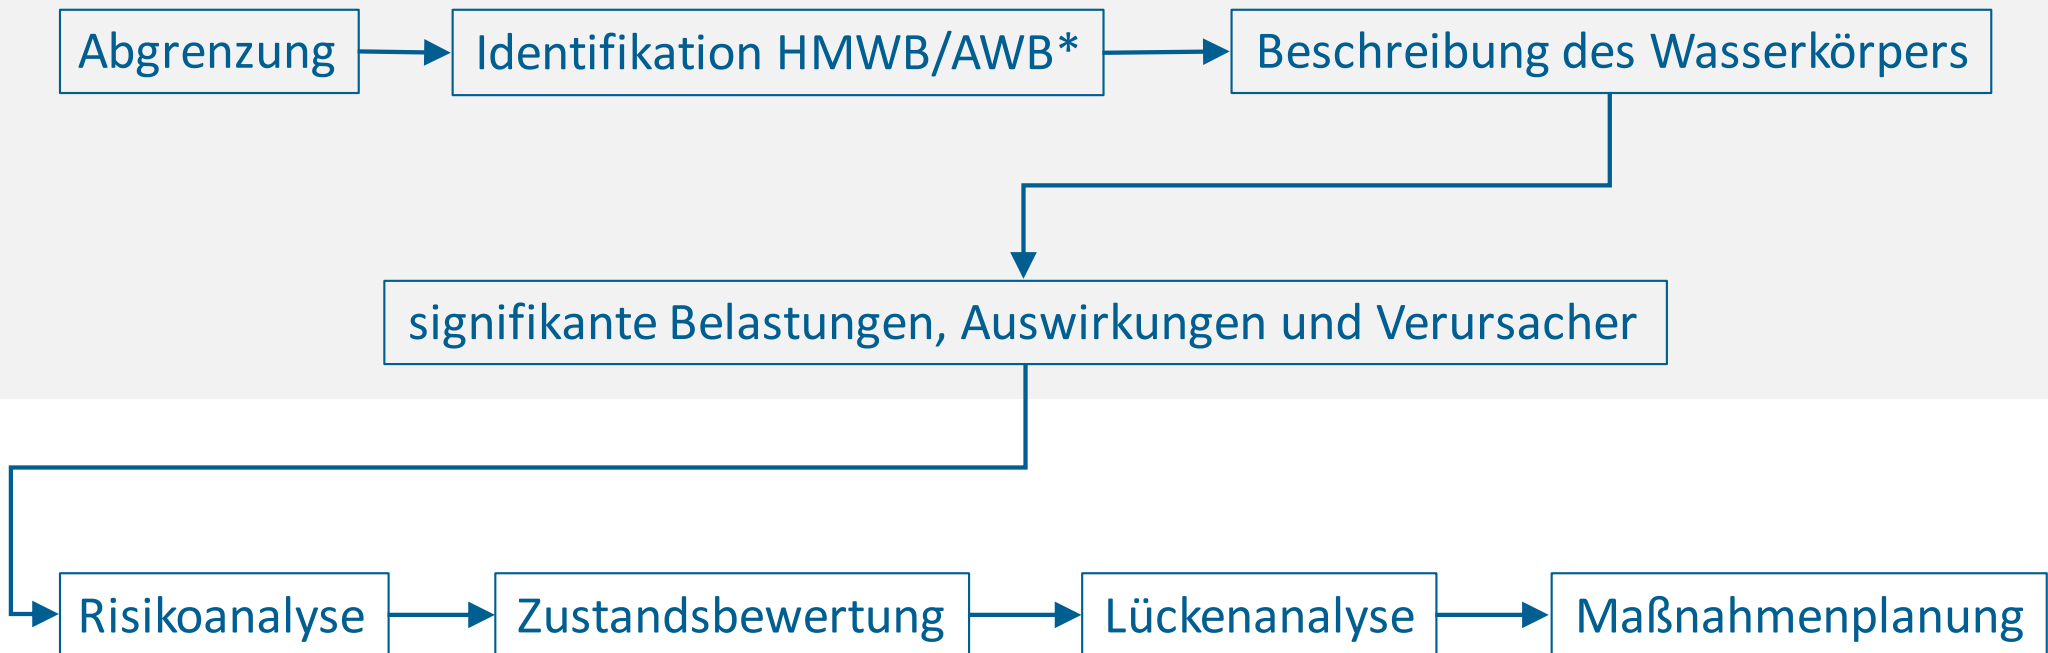 Abgrenzung
Identifikation HMWB/AWB*
Beschreibung des Wasserkörpers
signifikante Belastungen, Auswirkungen und Verursacher
Risikoanalyse
Zustandsbewertung
Lückenanalyse
Maßnahmenplanung